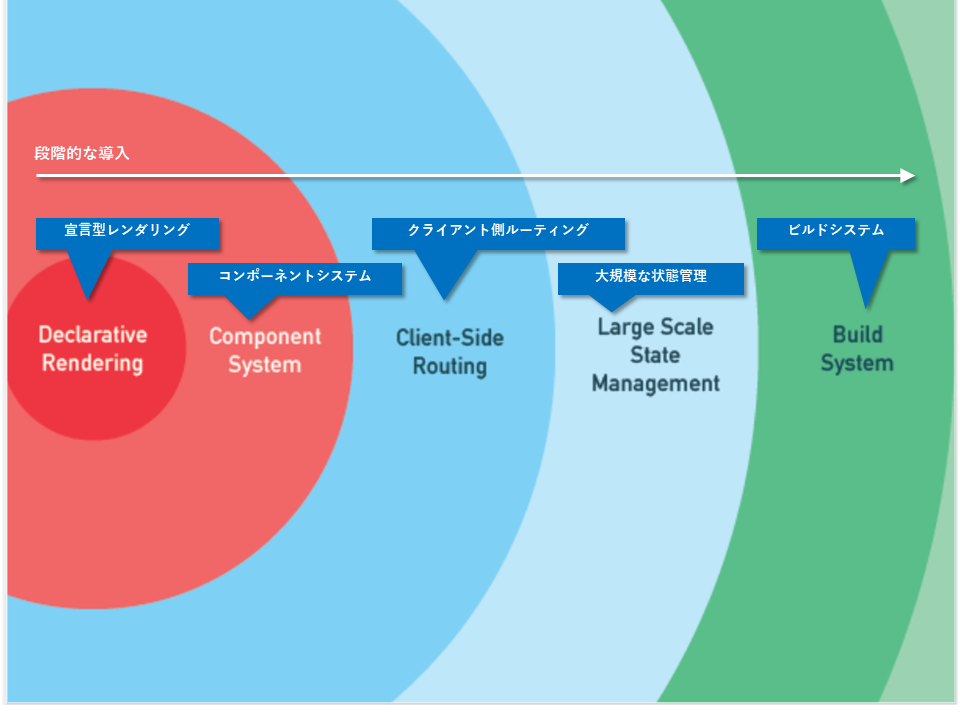 段階的な導入
宣言型レンダリング
コンポーネントシステム
クライアント側ルーティング
大規模な状態管理
ビルドシステム
Declarative
Rendering
Component
System
Client-Side
Routing
Large Scale
State
Management
Build
System